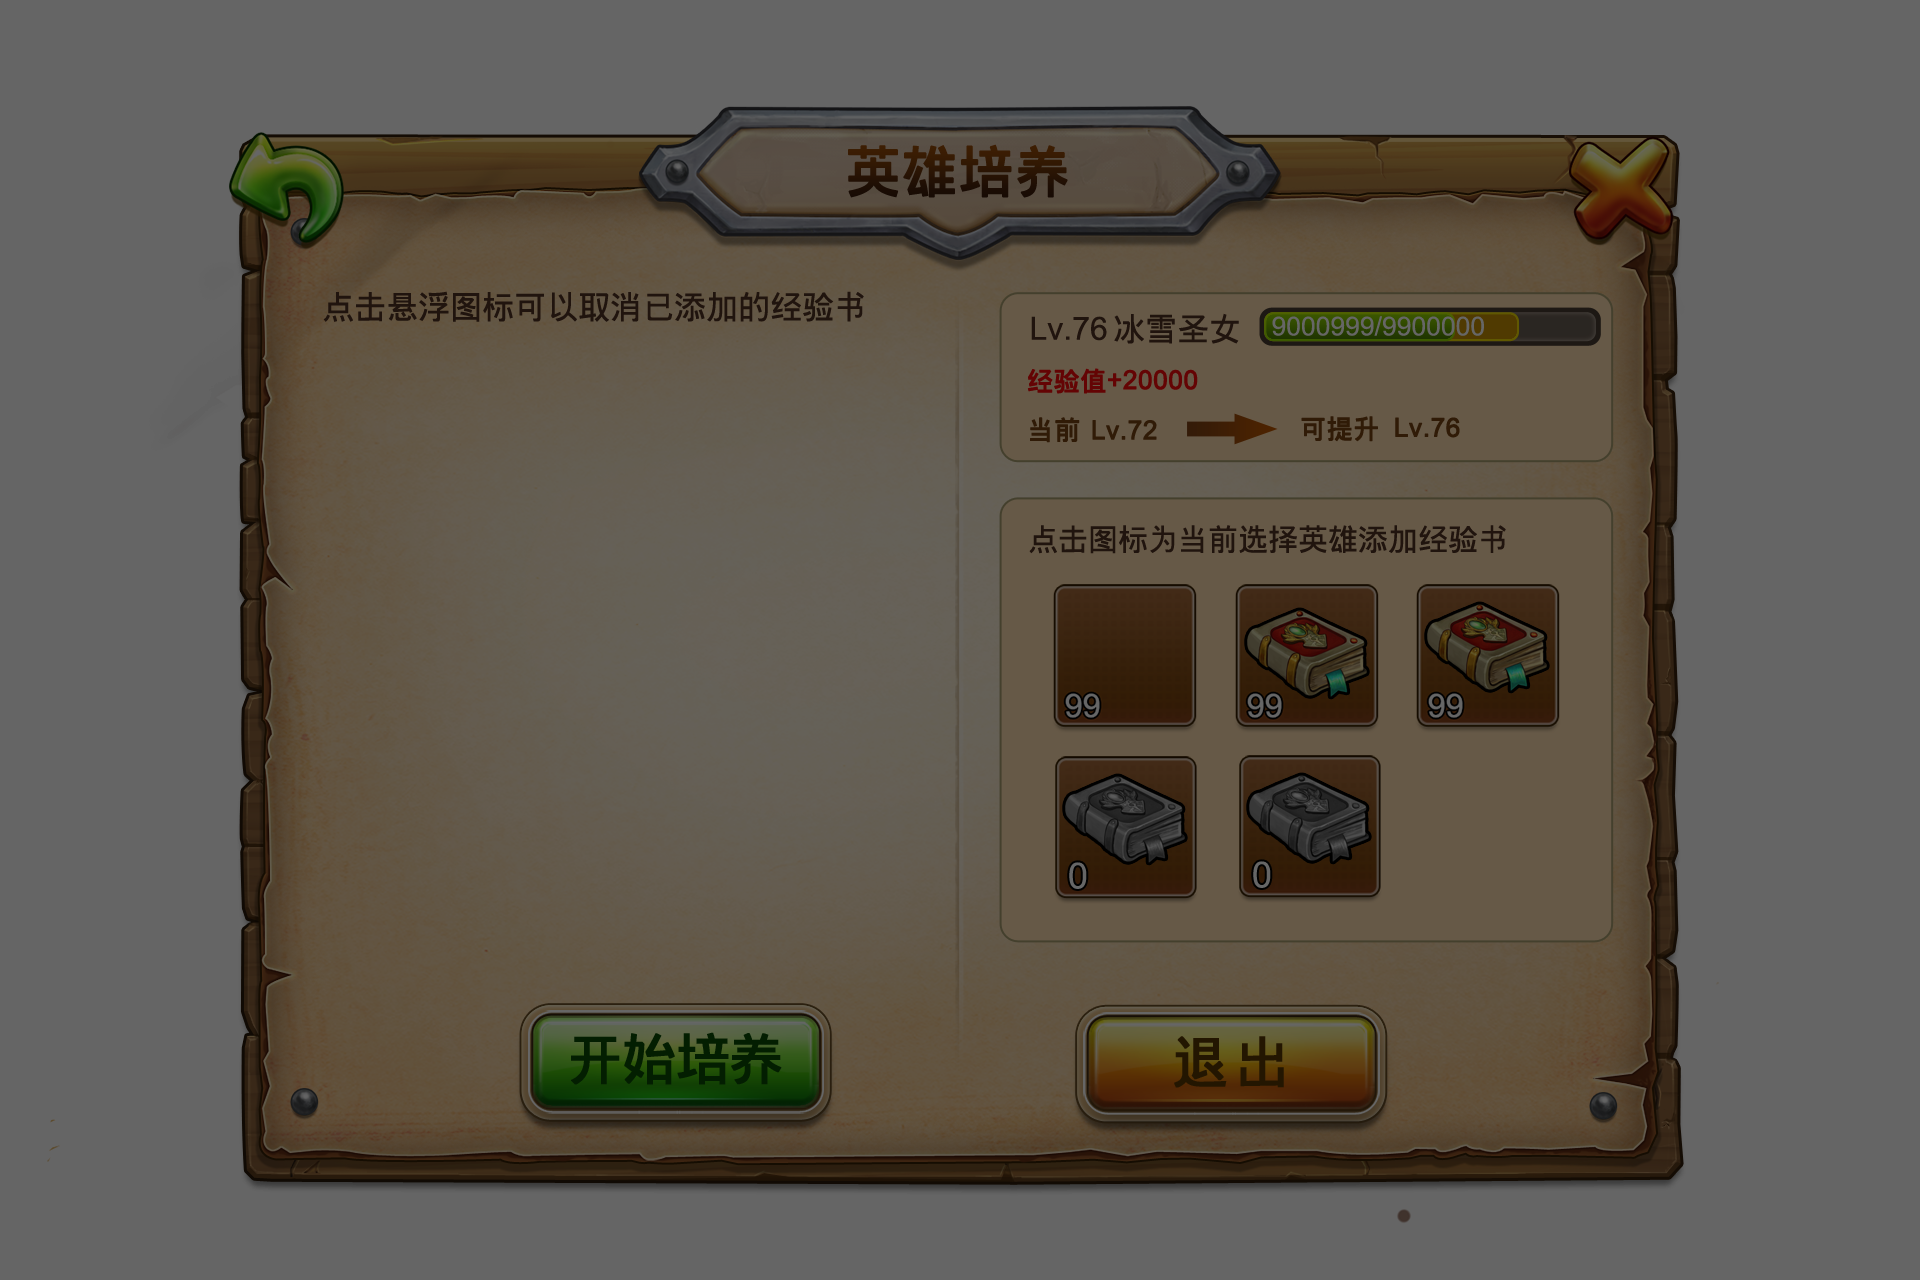 英雄培养
点击悬浮图标可以取消已添加的经验书
Lv.76 冰雪圣女 9000999/9900000
经验值+20000
当前 Lv.72 可提升 Lv.76
点击图标为当前选择英雄添加经验书
99 99 99
0 0
开始培养 退出